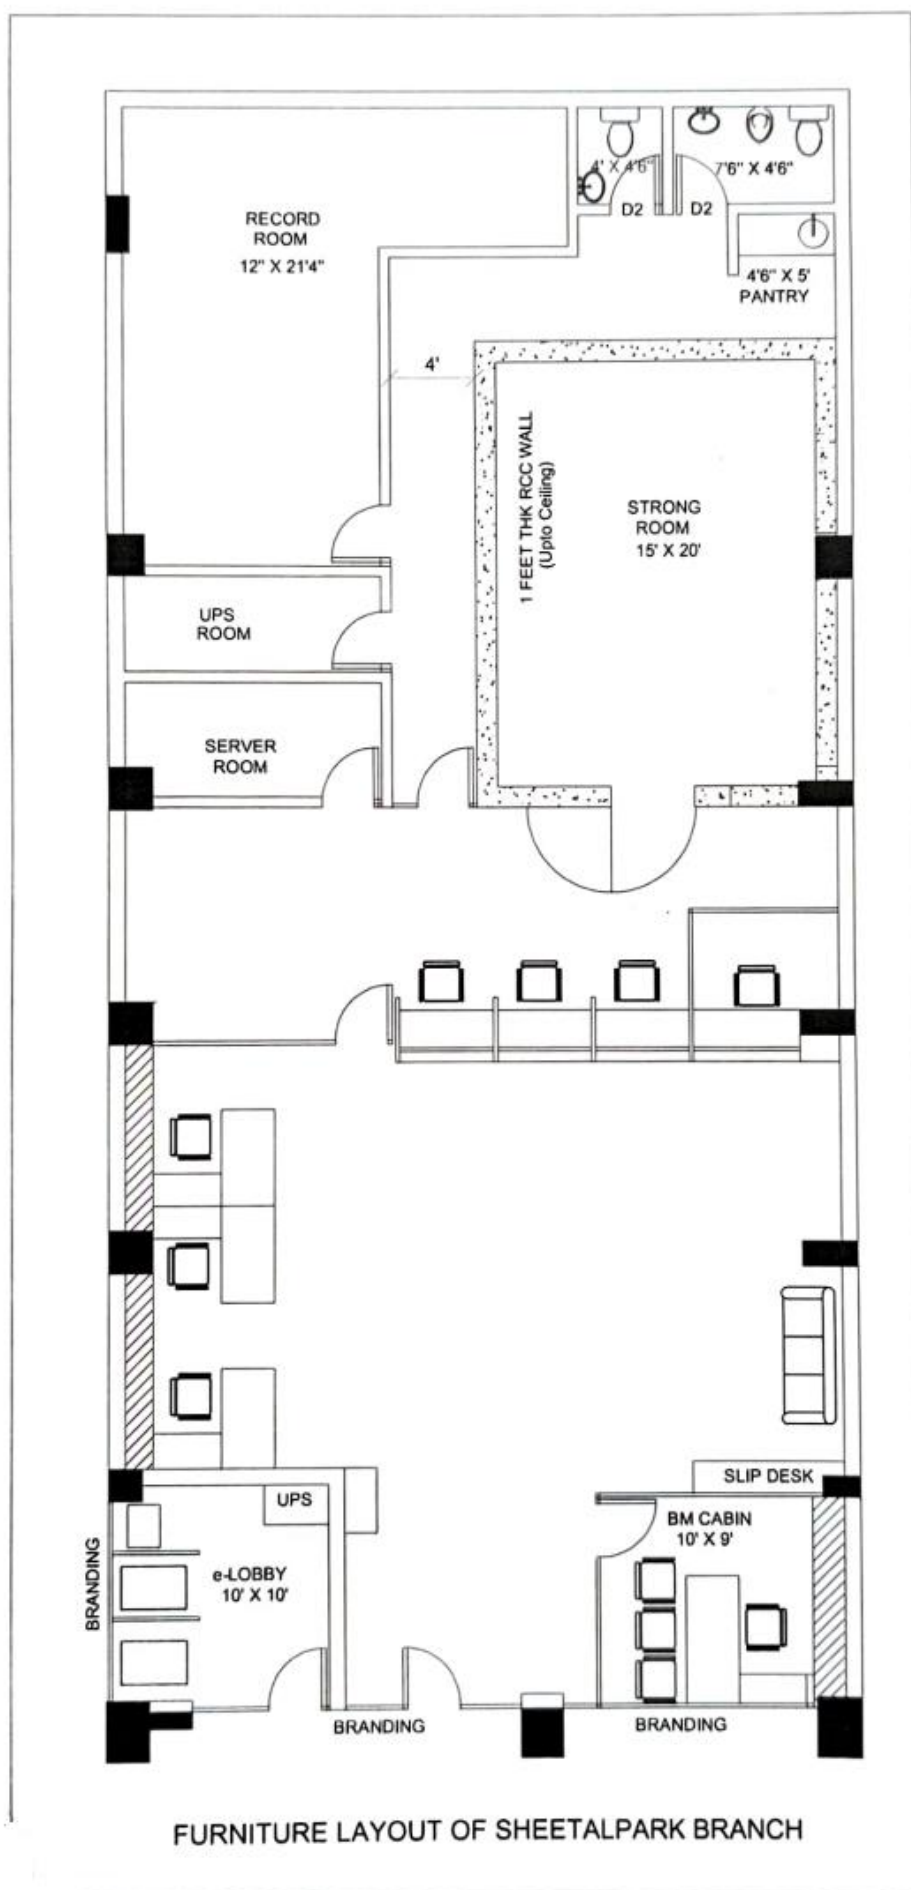 4' X 4'6"
7'6" X 4'6"
D2
D2
RECORD
ROOM
12" X 21'4"
4'6" X 5'
PANTRY
4'
1 FEET THK RCC WALL
(Upto Ceiling)
STRONG
ROOM
15' X 20'
UPS
ROOM
SERVER
ROOM
SLIP DESK
UPS
BM CABIN
10' X 9'
e-LOBBY
10' X 10'
BRANDING
BRANDING
BRANDING
FURNITURE LAYOUT OF SHEETALPARK BRANCH